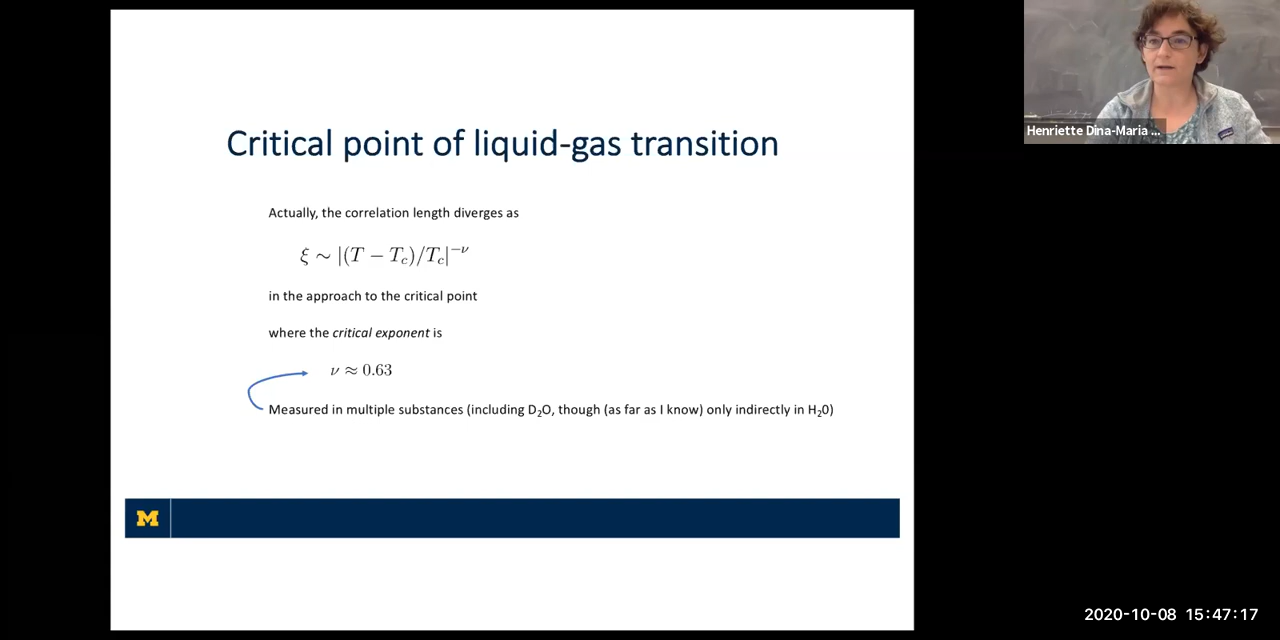 Critical point of liquid-gas transition
Actually, the correlation length diverges as
ξ ∼ |(T − T_c)/T_c|^{−ν}
in the approach to the critical point
where the critical exponent is
ν ≈ 0.63
Measured in multiple substances (including D₂O, though (as far as I know) only indirectly in H₂0)
M
Henriette Dina-Maria ...
2020-10-08 15:47:17